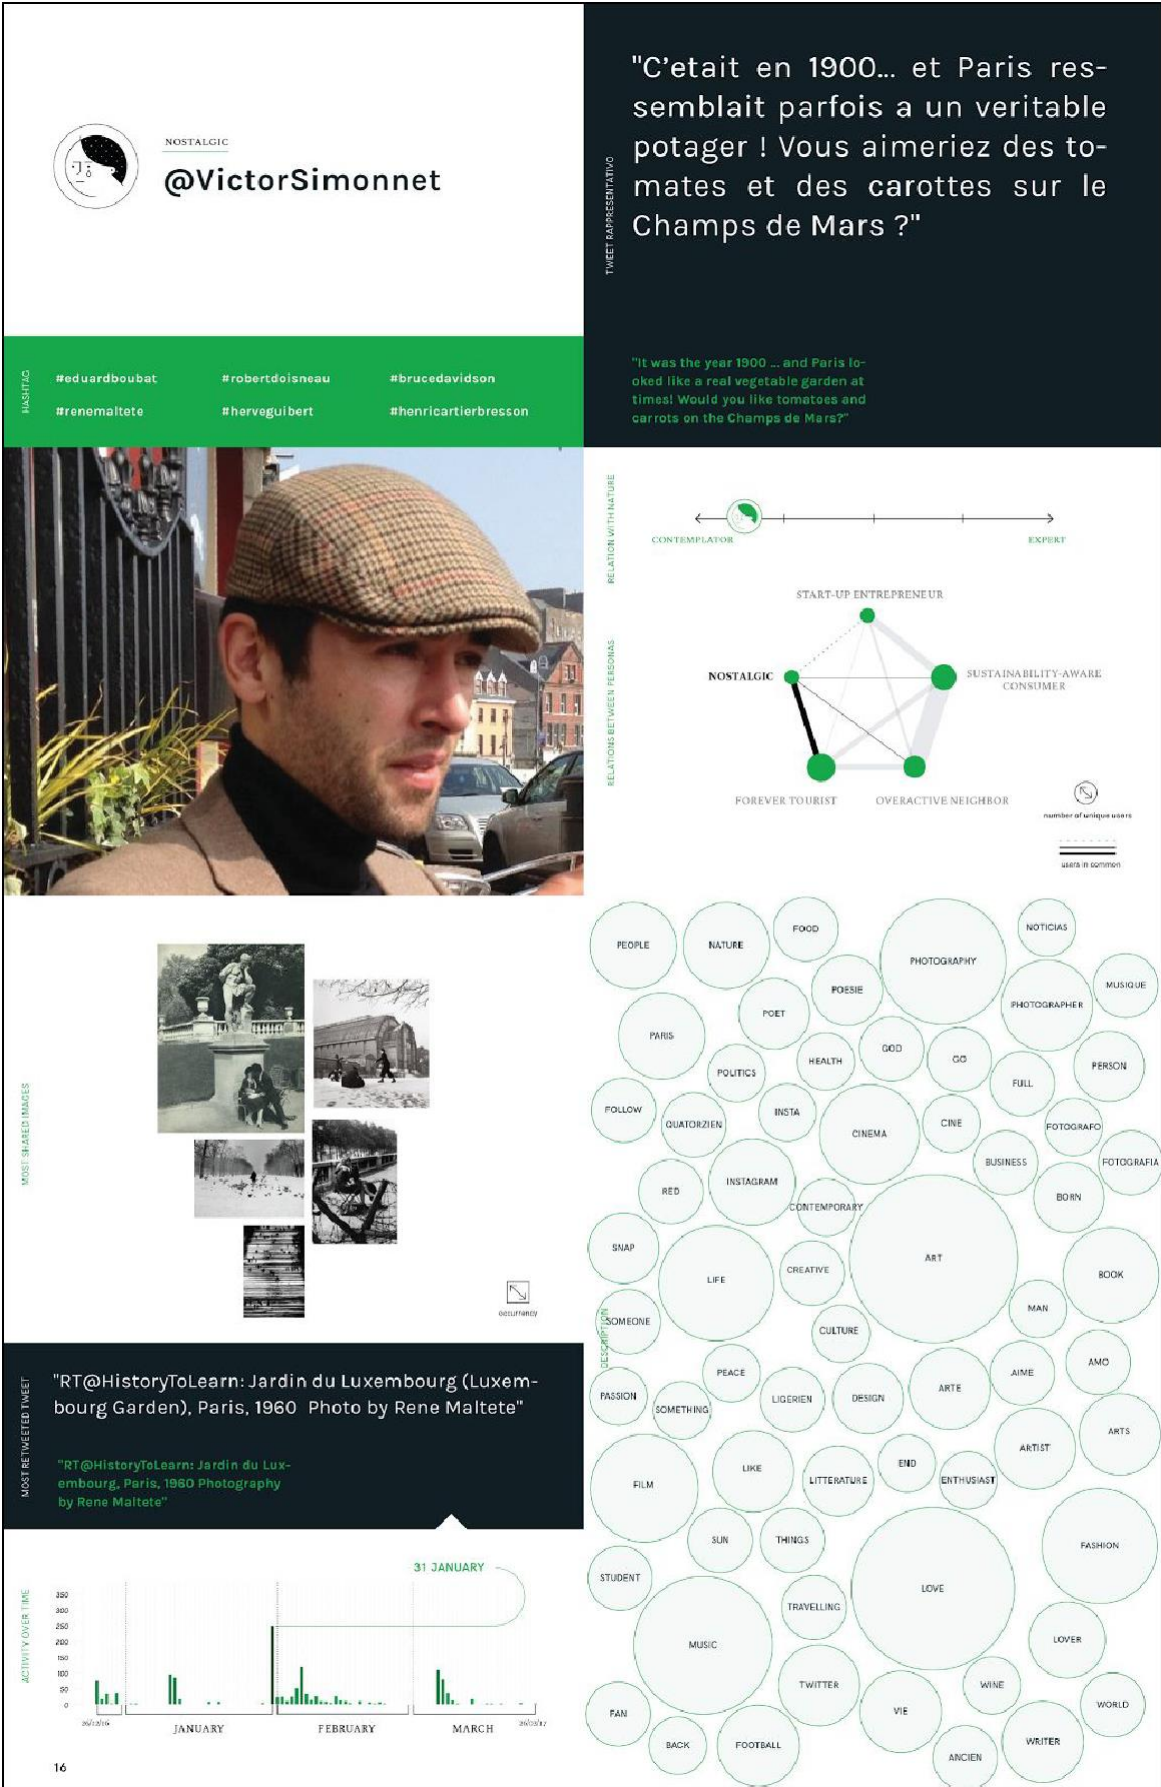 NOSTALGIC
@VictorSimonnet
TWEET RAPPRESENTATIVO
"C'etait en 1900... et Paris res-
semblait parfois a un veritable
potager ! Vous aimeriez des to-
mates et des carottes sur le
Champs de Mars ?"
"It was the year 1900 ... and Paris lo-
oked like a real vegetable garden at
times! Would you like tomatoes and
carrots on the Champs de Mars?"
HASHTAG
#eduardboubat #robertdoisneau #brucedavidson
#renemaltete #herveguibert #henricartierbresson
RELATION WITH NATURE
CONTEMPLATOR EXPERT
RELATIONS BETWEEN PERSONAS
START-UP ENTREPRENEUR
NOSTALGIC
SUSTAINABILITY-AWARE
CONSUMER
FOREVER TOURIST OVERACTIVE NEIGHBOR
number of unique users
users in common
MOST SHARED IMAGES
occurrency
MOST RETWEETED TWEET
"RT@HistoryToLearn: Jardin du Luxembourg (Luxem-
bourg Garden), Paris, 1960 Photo by Rene Maltete"
"RT@HistoryToLearn: Jardin du Lux-
embourg, Paris, 1960 Photography
by Rene Maltete"
ACTIVITY OVER TIME
31 JANUARY
350
300
250
200
150
100
50
0
26/12/16
JANUARY
FEBRUARY
MARCH
26/03/17
16
DESCRIPTION
PEOPLE
NATURE
FOOD
PHOTOGRAPHY
NOTICIAS
POESIE
PHOTOGRAPHER
MUSIQUE
POET
PARIS
POLITICS
HEALTH
GOD
GO
FULL
PERSON
FOLLOW
QUATORZIEN
INSTA
CINEMA
CINE
FOTOGRAFO
BUSINESS
FOTOGRAFIA
RED
INSTAGRAM
CONTEMPORARY
BORN
SNAP
LIFE
CREATIVE
ART
BOOK
SOMEONE
CULTURE
MAN
PASSION
PEACE
SOMETHING
LIGERIEN
DESIGN
ARTE
AIME
AMO
FILM
LIKE
LITTERATURE
END
ENTHUSIAST
ARTIST
ARTS
SUN
THINGS
FASHION
STUDENT
TRAVELLING
LOVE
MUSIC
LOVER
TWITTER
VIE
WINE
WORLD
FAN
BACK
FOOTBALL
ANCIEN
WRITER